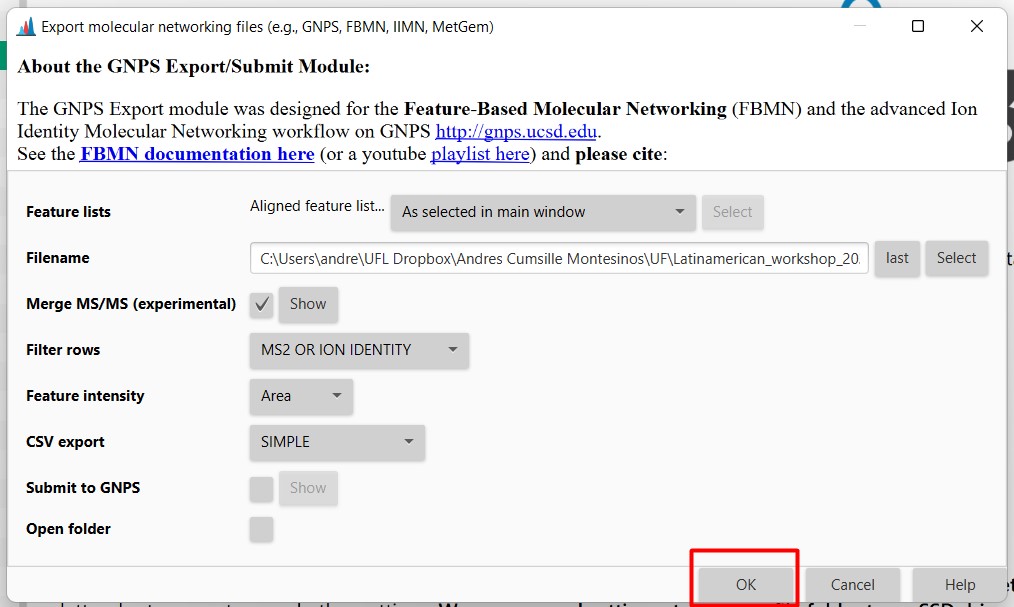 Export molecular networking files (e.g., GNPS, FBMN, IIMN, MetGem)
About the GNPS Export/Submit Module:
The GNPS Export module was designed for the Feature-Based Molecular Networking (FBMN) and the advanced Ion
Identity Molecular Networking workflow on GNPS http://gnps.ucsd.edu.
See the FBMN documentation here (or a youtube playlist here) and please cite:
Feature lists Aligned feature list... As selected in main window Select
Filename C:\Users\andre\UFL Dropbox\Andres Cumsille Montesinos\UF\Latinamerican_workshop_20 last Select
Merge MS/MS (experimental) Show
Filter rows MS2 OR ION IDENTITY
Feature intensity Area
CSV export SIMPLE
Submit to GNPS Show
Open folder
OK Cancel Help